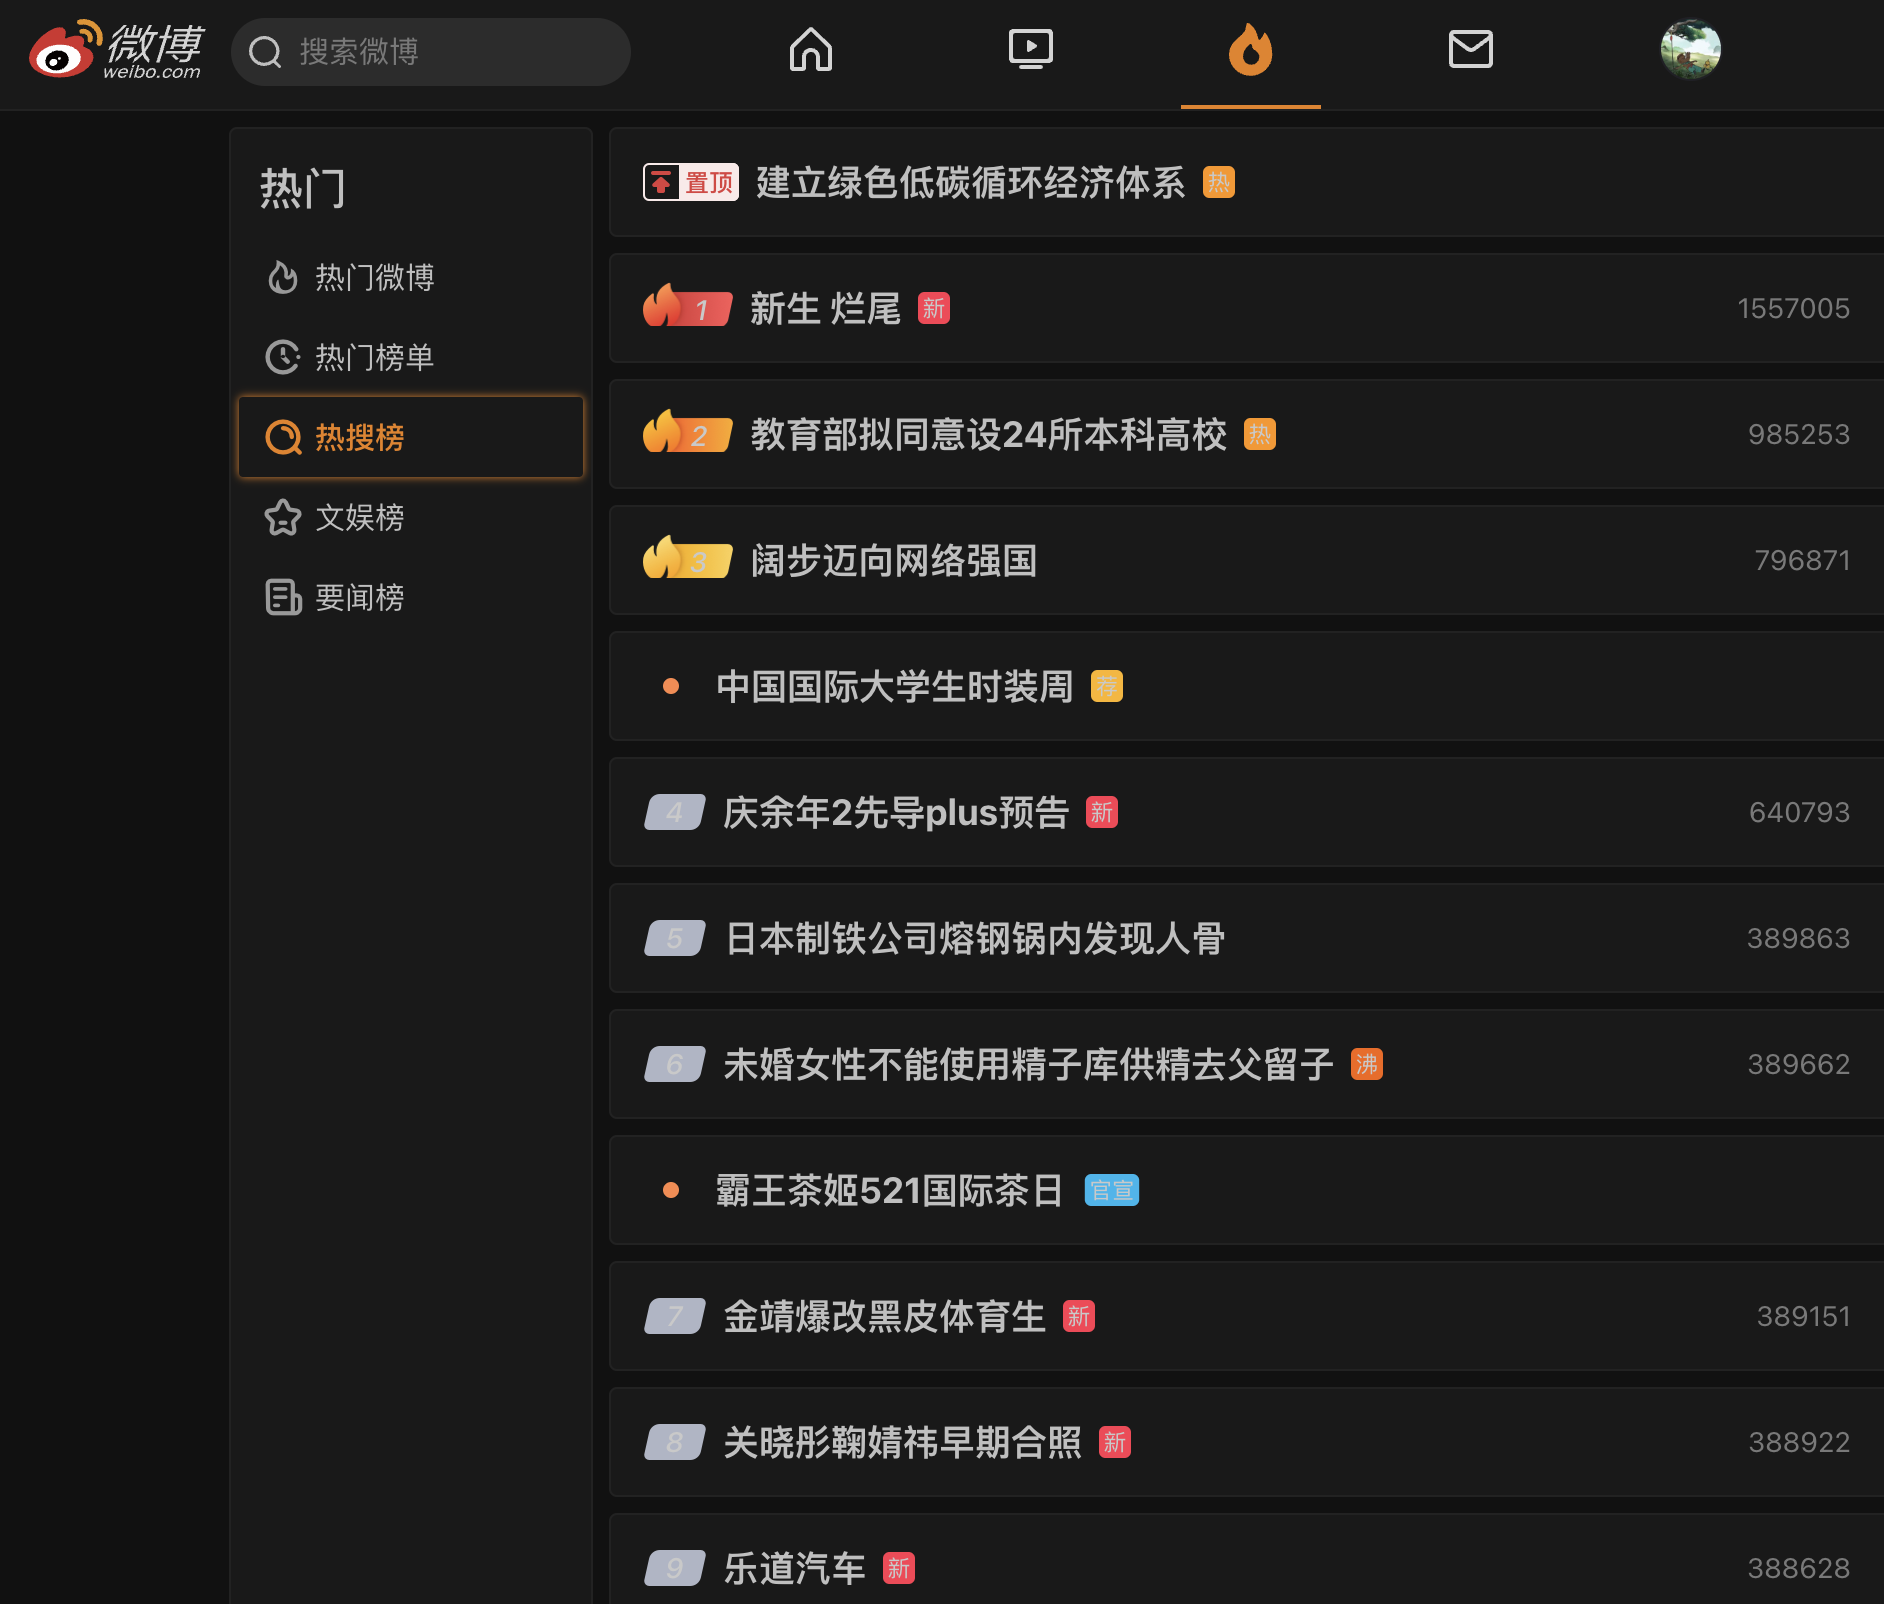 微博
weibo.com
搜索微博
热门
热门微博
热门榜单
热搜榜
文娱榜
要闻榜
置顶 建立绿色低碳循环经济体系 热
1 新生 烂尾 新 1557005
2 教育部拟同意设24所本科高校 热 985253
3 阔步迈向网络强国 796871
中国国际大学生时装周 荐
4 庆余年2先导plus预告 新 640793
5 日本制铁公司熔钢锅内发现人骨 389863
6 未婚女性不能使用精子库供精去父留子 沸 389662
霸王茶姬521国际茶日 官宣
7 金靖爆改黑皮体育生 新 389151
8 关晓彤鞠婧祎早期合照 新 388922
9 乐道汽车 新 388628